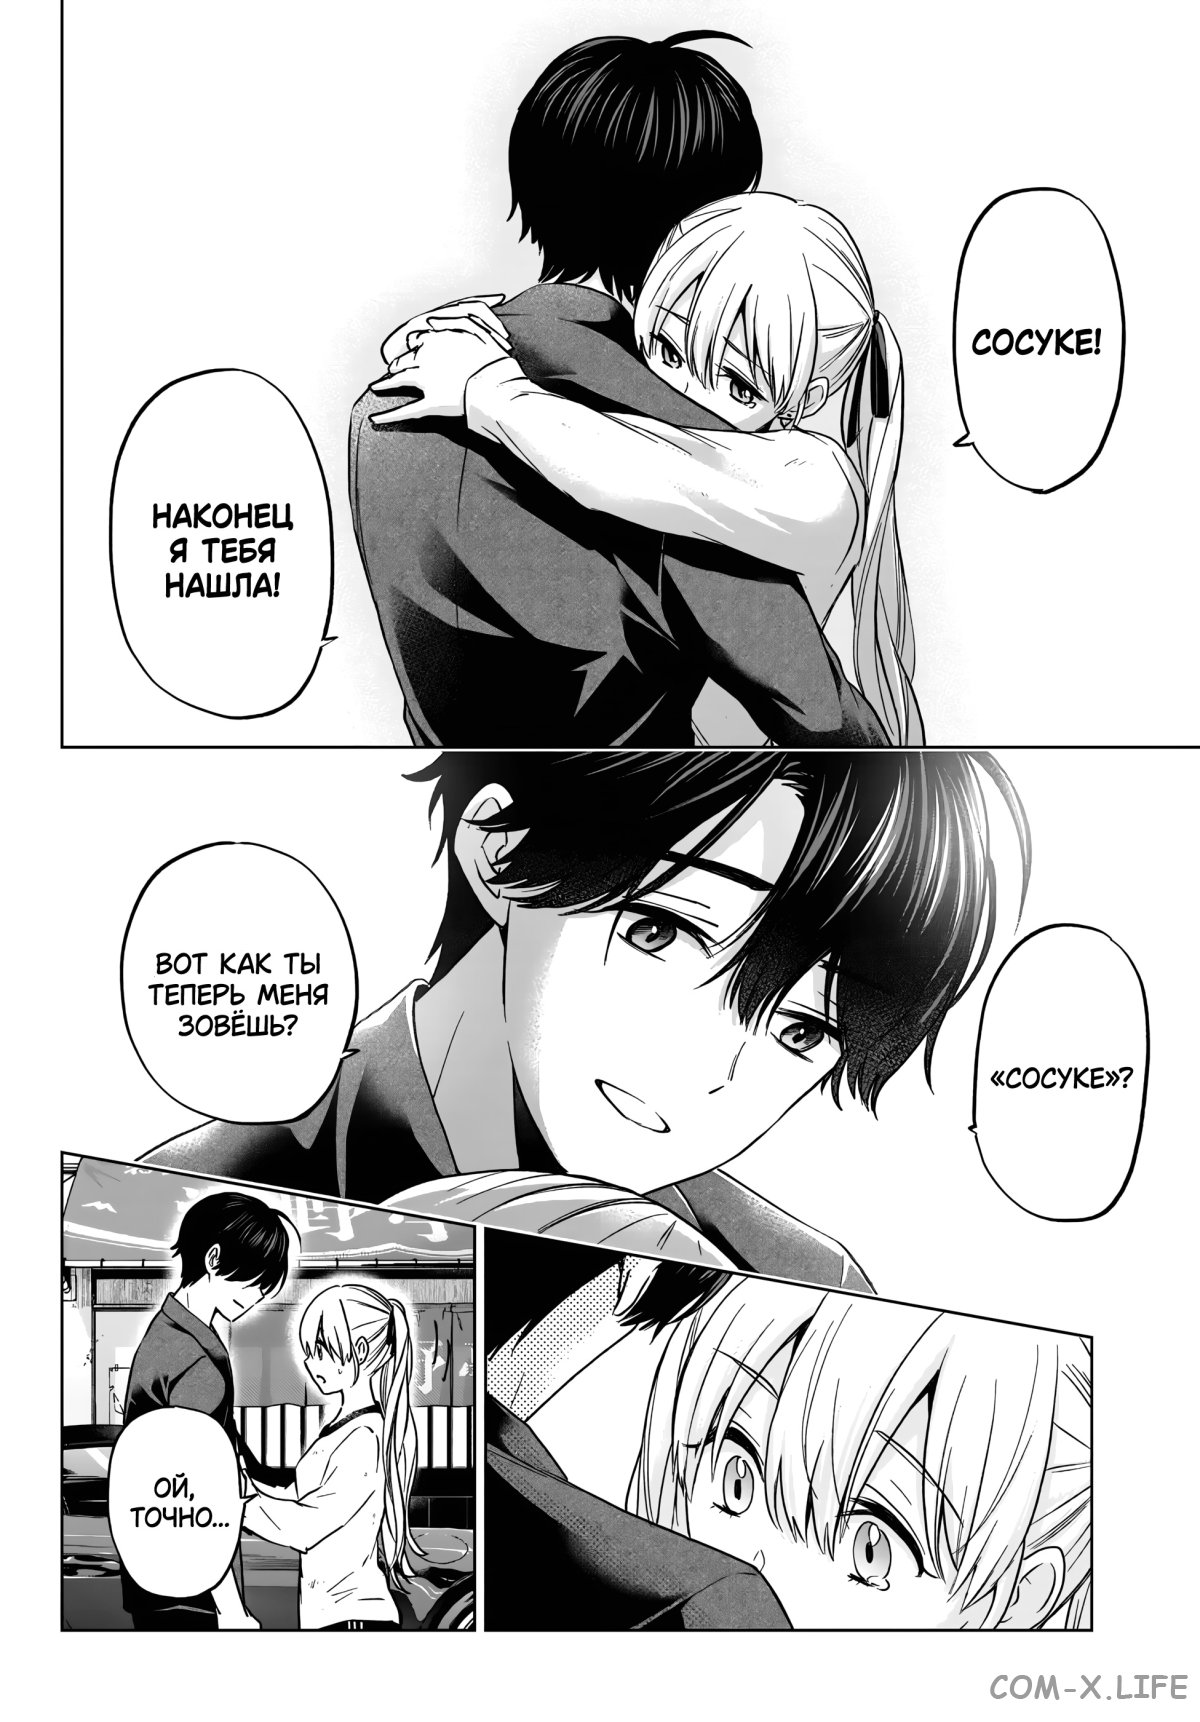 СОСУКЕ!
НАКОНЕЦ
Я ТЕБЯ
НАШЛА!
«СОСУКЕ»?
ВОТ КАК ТЫ
ТЕПЕРЬ МЕНЯ
ЗОВЁШЬ?
ОЙ,
ТОЧНО...
COM-X.LIFE